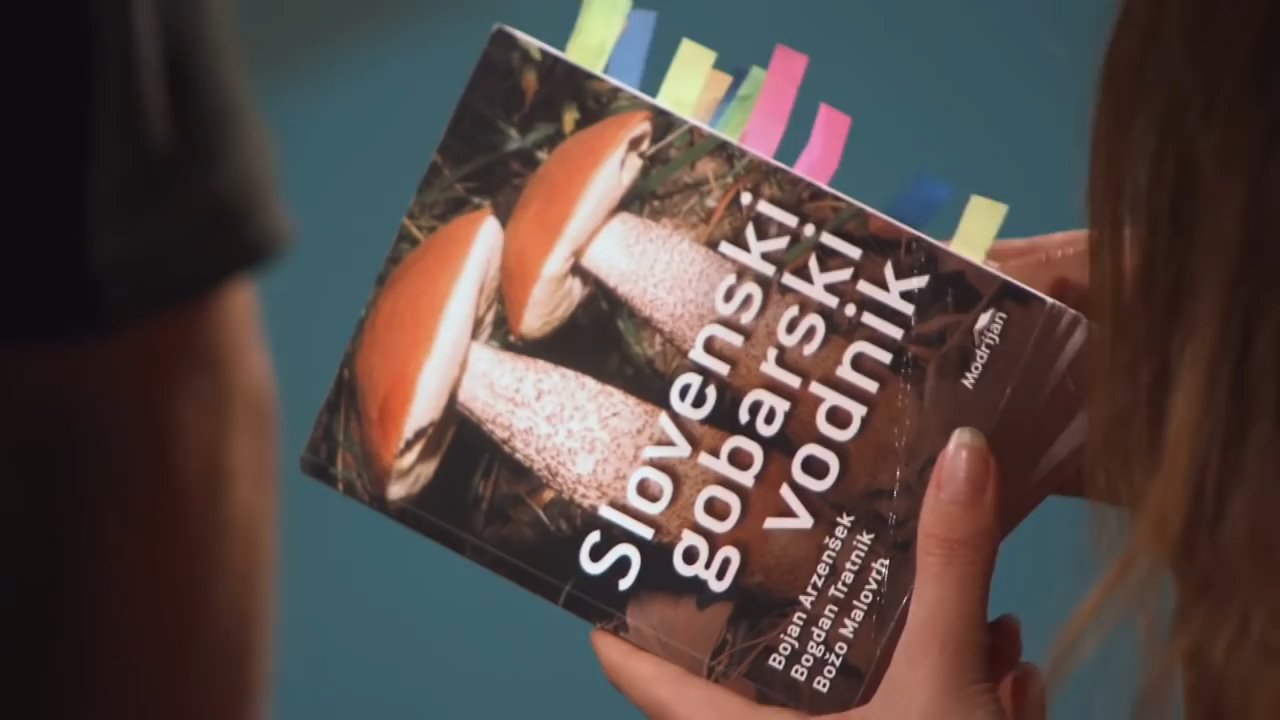 Slovenski
gobarski
vodnik
Modrijan
Bojan Arzenšek
Bogdan Tratnik
Božo Malovrh